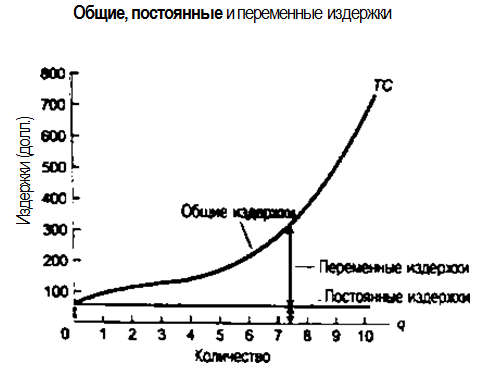 Общие, постоянные и переменные издержки
Издержки (долл.)
800
700
600
500
400
300
200
100
0
TC
Общие издержки
Переменные издержки
Постоянные издержки
1 2 3 4 5 6 7 8 9 10 q
Количество